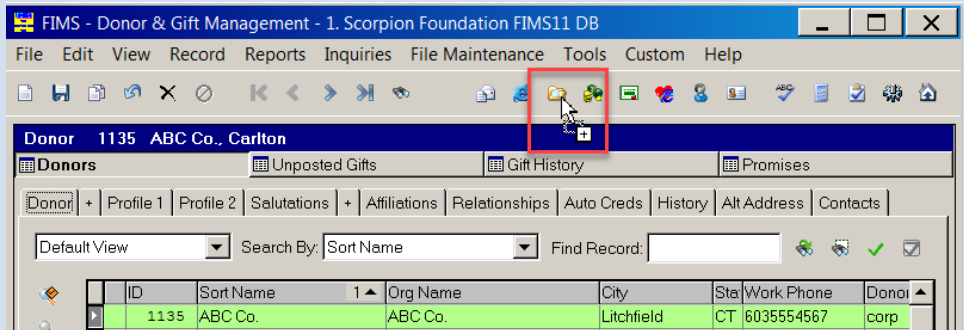 FIMS - Donor & Gift Management - 1. Scorpion Foundation FIMS11 DB
File Edit View Record Reports Inquiries File Maintenance Tools Custom Help
ABC
Donor 1135 ABC Co., Carlton
Donors Unposted Gifts Gift History Promises
Donor + Profile 1 Profile 2 Salutations + Affiliations Relationships Auto Creds History Alt Address Contacts
Default View Search By: Sort Name Find Record:
ID Sort Name 1 Org Name City Stat Work Phone Donor
1135 ABC Co. ABC Co. Litchfield CT 6035554567 corp